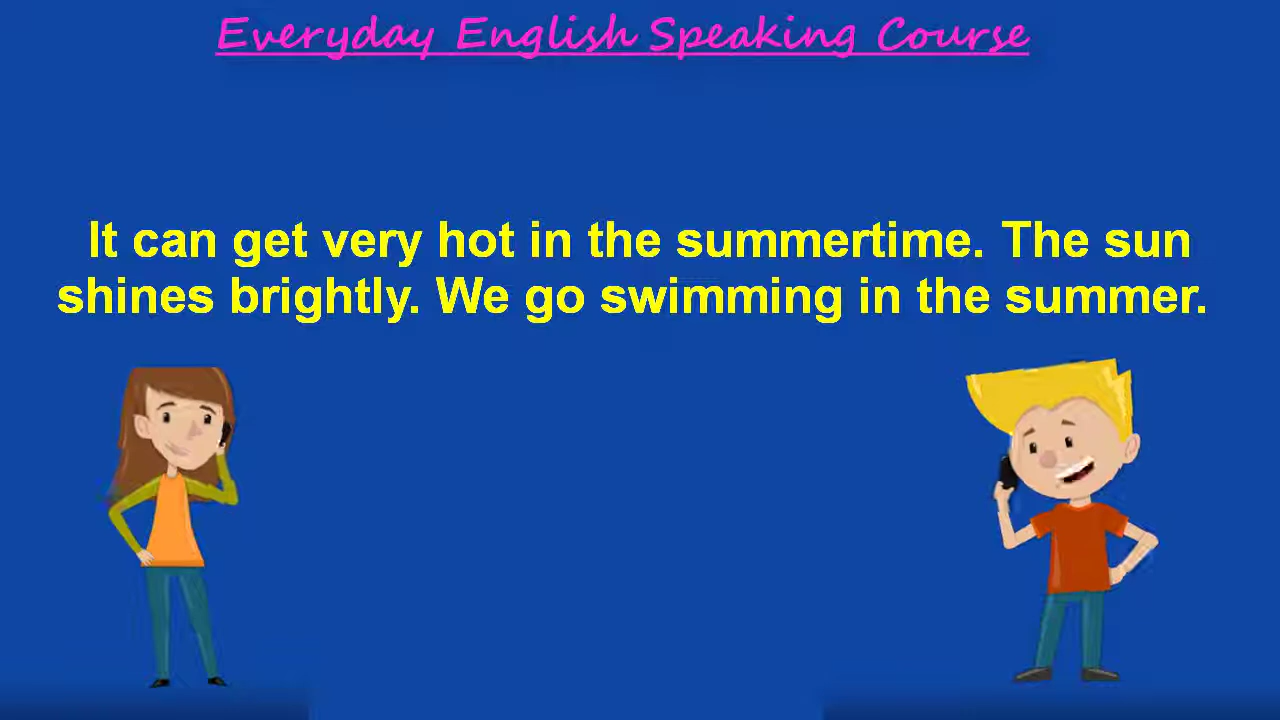 Everyday English Speaking Course
It can get very hot in the summertime. The sun
shines brightly. We go swimming in the summer.